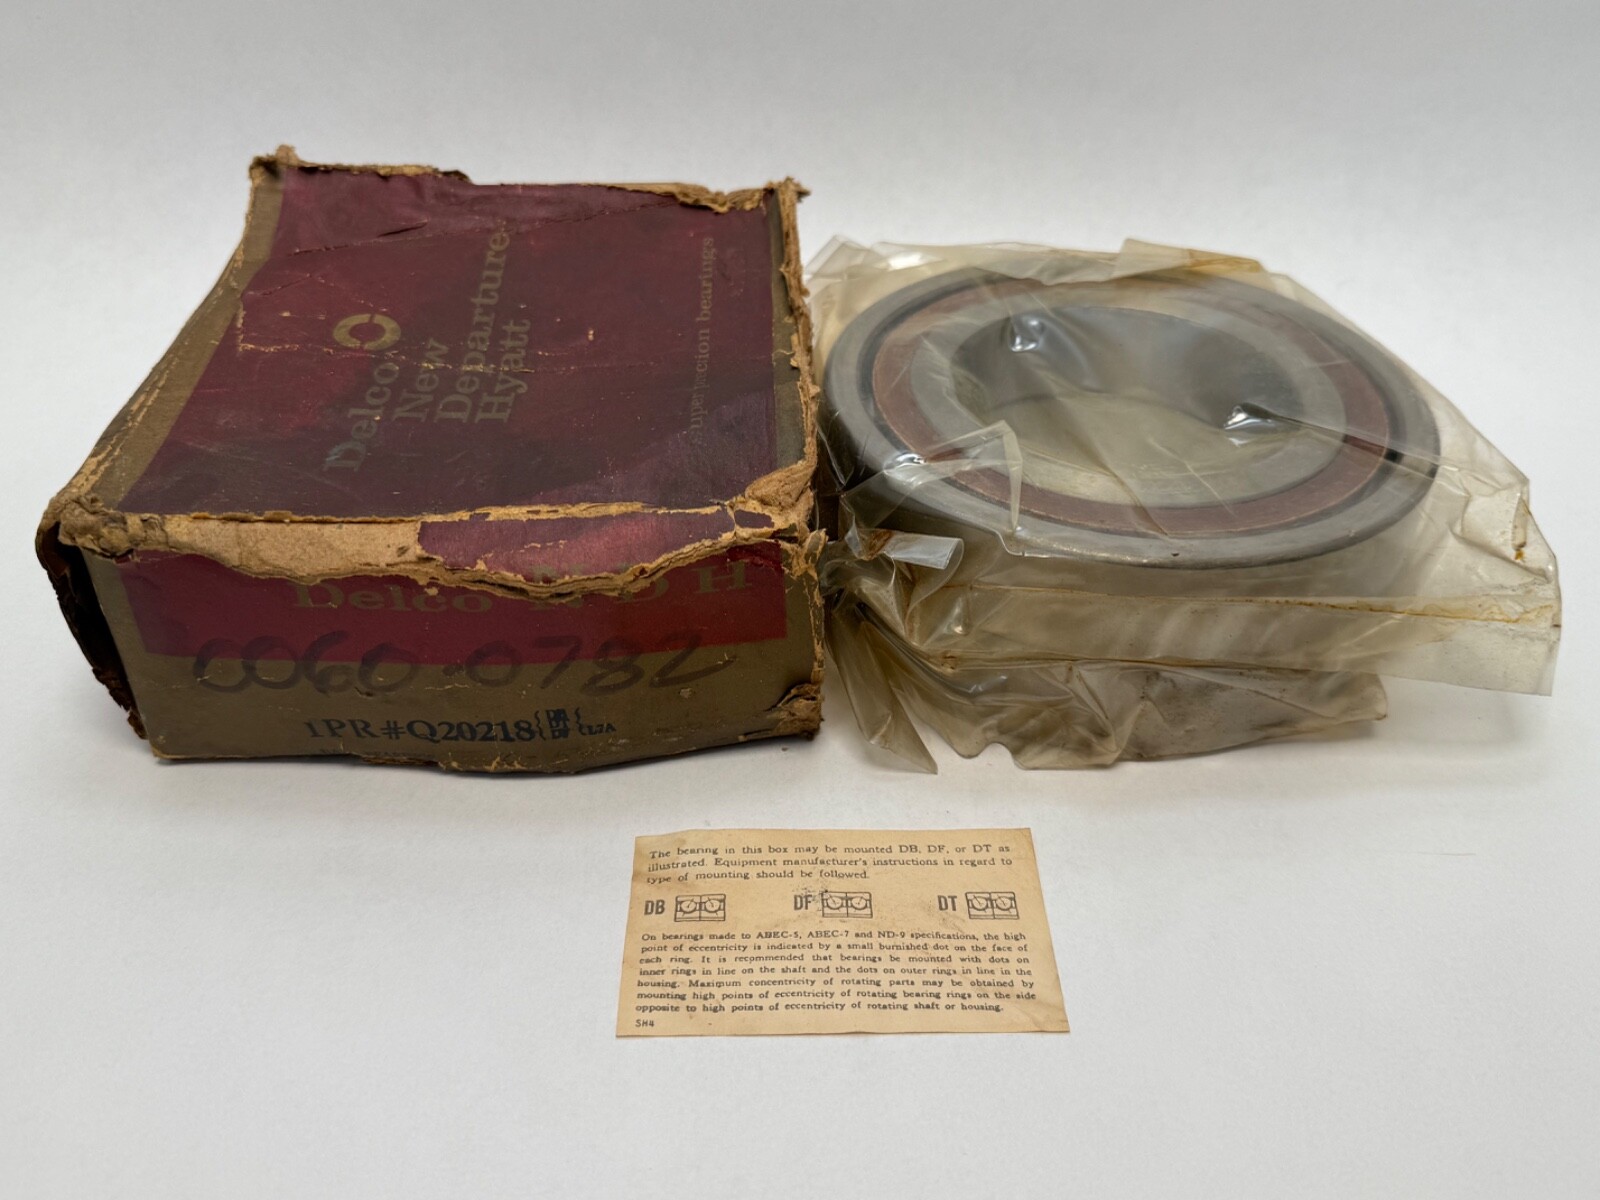 Delco
New
Departure
Hyatt
superprecision bearings
Delco N D H
0060-0782
1PR#Q20218{DB DT DF}L7A
The bearing in this box may be mounted DB, DF, or DT as
illustrated. Equipment manufacturer's instructions in regard to
type of mounting should be followed.
DB DF DT
On bearings made to ABEC-5, ABEC-7 and ND-9 specifications, the high
point of eccentricity is indicated by a small burnished dot on the face of
each ring. It is recommended that bearings be mounted with dots on
inner rings in line on the shaft and the dots on outer rings in line in the
housing. Maximum concentricity of rotating parts may be obtained by
mounting high points of eccentricity of rotating bearing rings on the side
opposite to high points of eccentricity of rotating shaft or housing.
SH4